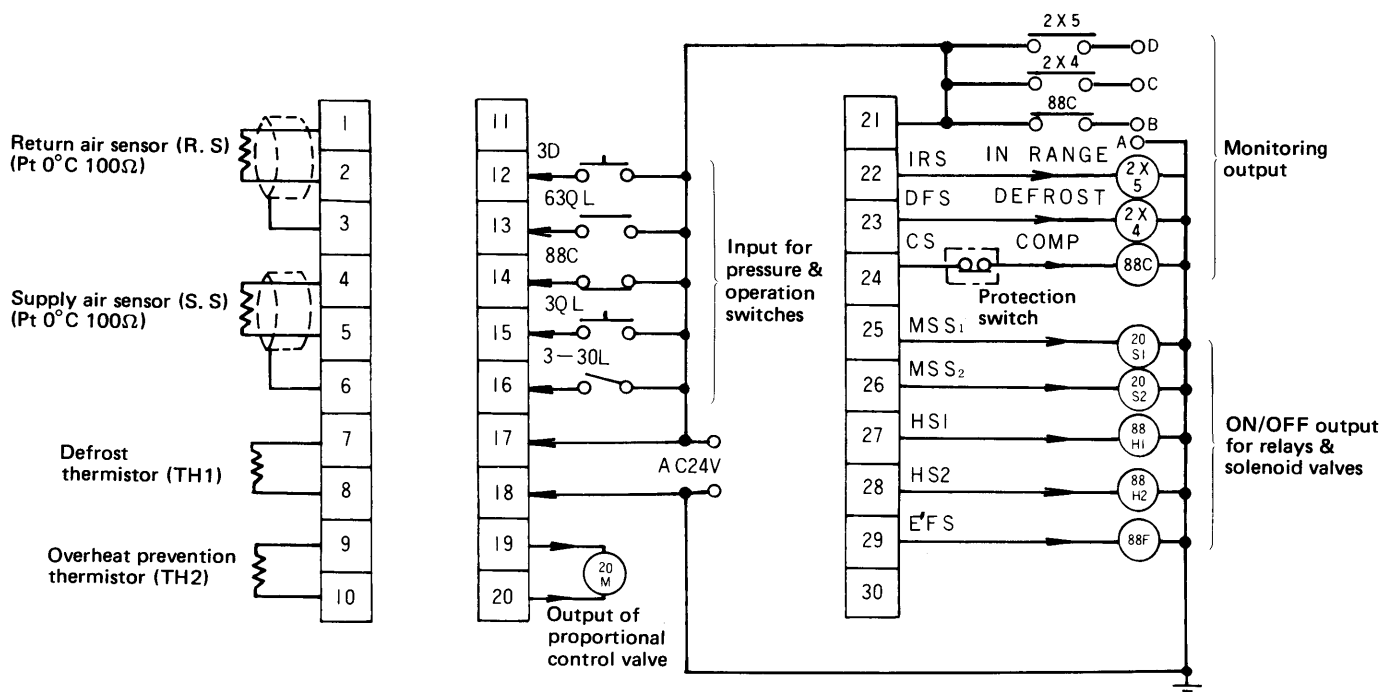 Return air sensor (R. S)
(Pt 0°C 100Ω)
Supply air sensor (S. S)
(Pt 0°C 100Ω)
Defrost
thermistor (TH1)
Overheat prevention
thermistor (TH2)
1
2
3
4
5
6
7
8
9
10
11
12
13
14
15
16
17
18
19
20
3D
63QL
88C
3QL
3–30L
AC24V
20
M
Output of
proportional
control valve
Input for
pressure &
operation
switches
21
22
23
24
25
26
27
28
29
30
2X5
D
2X4
C
88C
B
A
IRS IN RANGE
2X
5
DFS DEFROST
2X
4
CS COMP
88C
Protection
switch
MSS₁
20
S1
MSS₂
20
S2
HS1
88
H1
HS2
88
H2
E'FS
88F
Monitoring
output
ON/OFF output
for relays &
solenoid valves